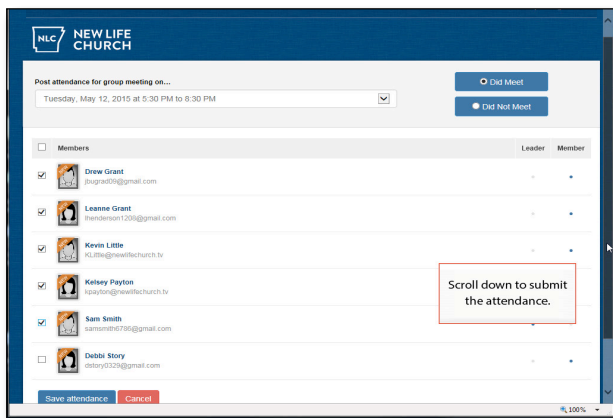 NLC
NEW LIFE
CHURCH
Post attendance for group meeting on...
Did Meet
Tuesday, May 12, 2015 at 5:30 PM to 8:30 PM
Did Not Meet
Members Leader Member
Drew Grant
jbugrad09@gmail.com
Leanne Grant
lhenderson1206@gmail.com
Kevin Little
KLittle@newlifechurch.tv
Kelsey Payton
kpayton@newlifechurch.tv
Scroll down to submit
the attendance.
Sam Smith
samsmith6786@gmail.com
Debbi Story
dstory0329@gmail.com
Save attendance Cancel
100%